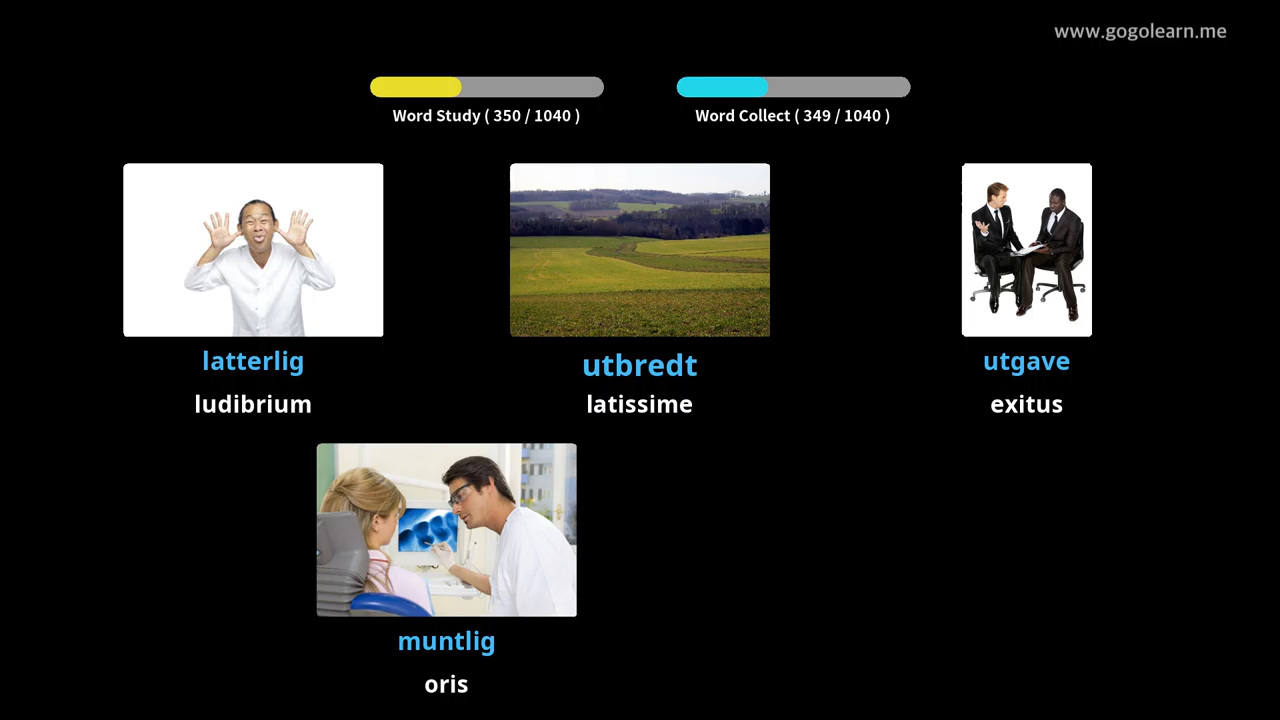 www.gogolearn.me
Word Study ( 350 / 1040 )
Word Collect ( 349 / 1040 )
latterlig
ludibrium
utbredt
latissime
utgave
exitus
muntlig
oris